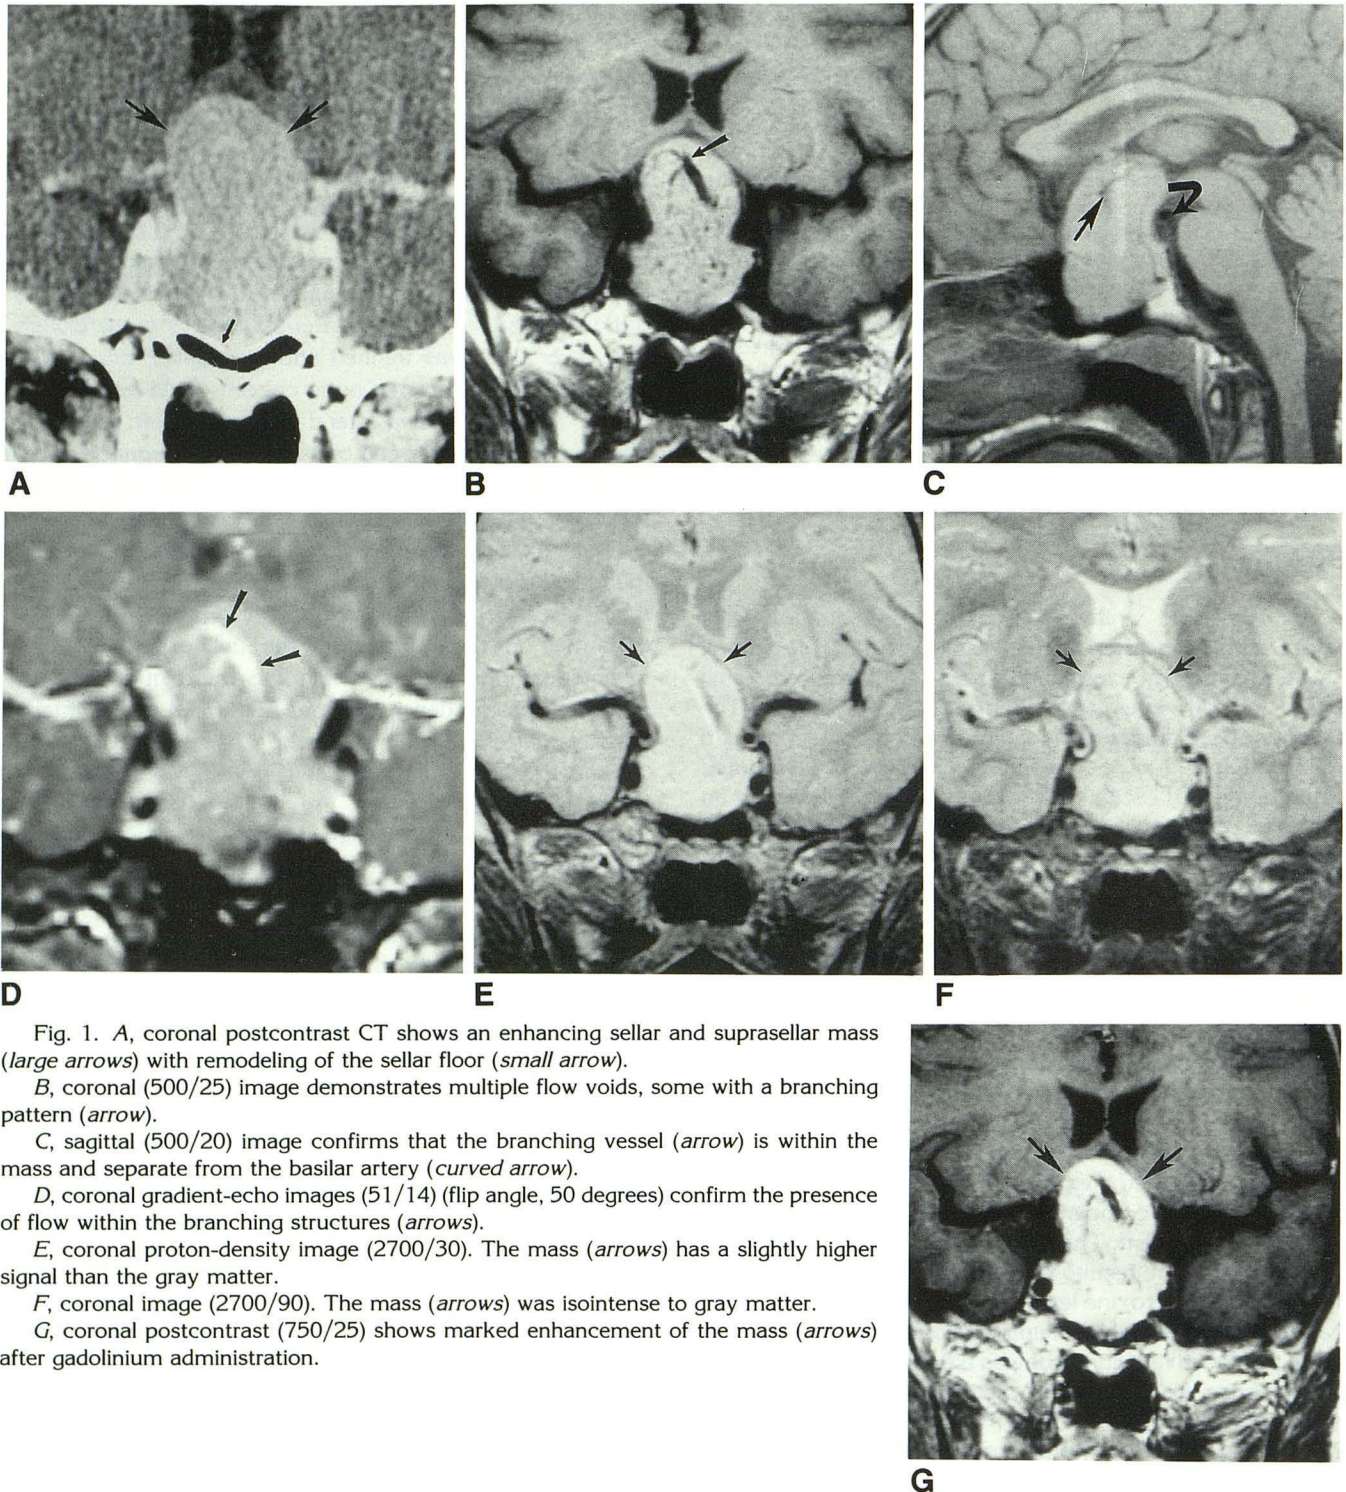 A
B
C
D
E
F
Fig. 1. A, coronal postcontrast CT shows an enhancing sellar and suprasellar mass
(large arrows) with remodeling of the sellar floor (small arrow).
B, coronal (500/25) image demonstrates multiple flow voids, some with a branching
pattern (arrow).
C, sagittal (500/20) image confirms that the branching vessel (arrow) is within the
mass and separate from the basilar artery (curved arrow).
D, coronal gradient-echo images (51/14) (flip angle, 50 degrees) confirm the presence
of flow within the branching structures (arrows).
E, coronal proton-density image (2700/30). The mass (arrows) has a slightly higher
signal than the gray matter.
F, coronal image (2700/90). The mass (arrows) was isointense to gray matter.
G, coronal postcontrast (750/25) shows marked enhancement of the mass (arrows)
after gadolinium administration.
G